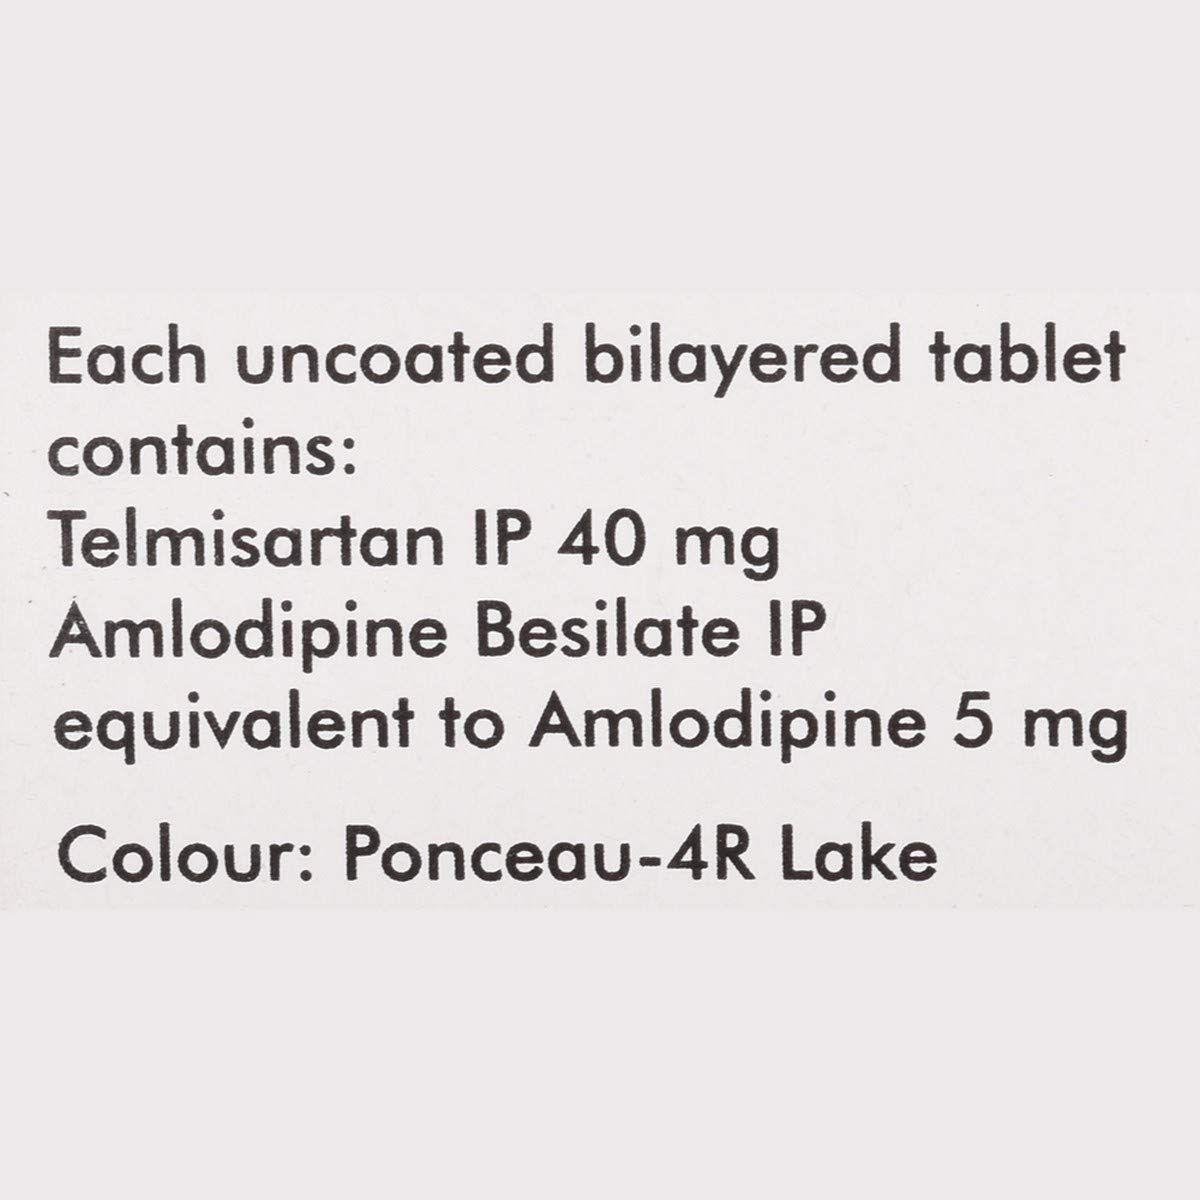 Each uncoated bilayered tablet
contains:
Telmisartan IP 40 mg
Amlodipine Besilate IP
equivalent to Amlodipine 5 mg
Colour: Ponceau-4R Lake